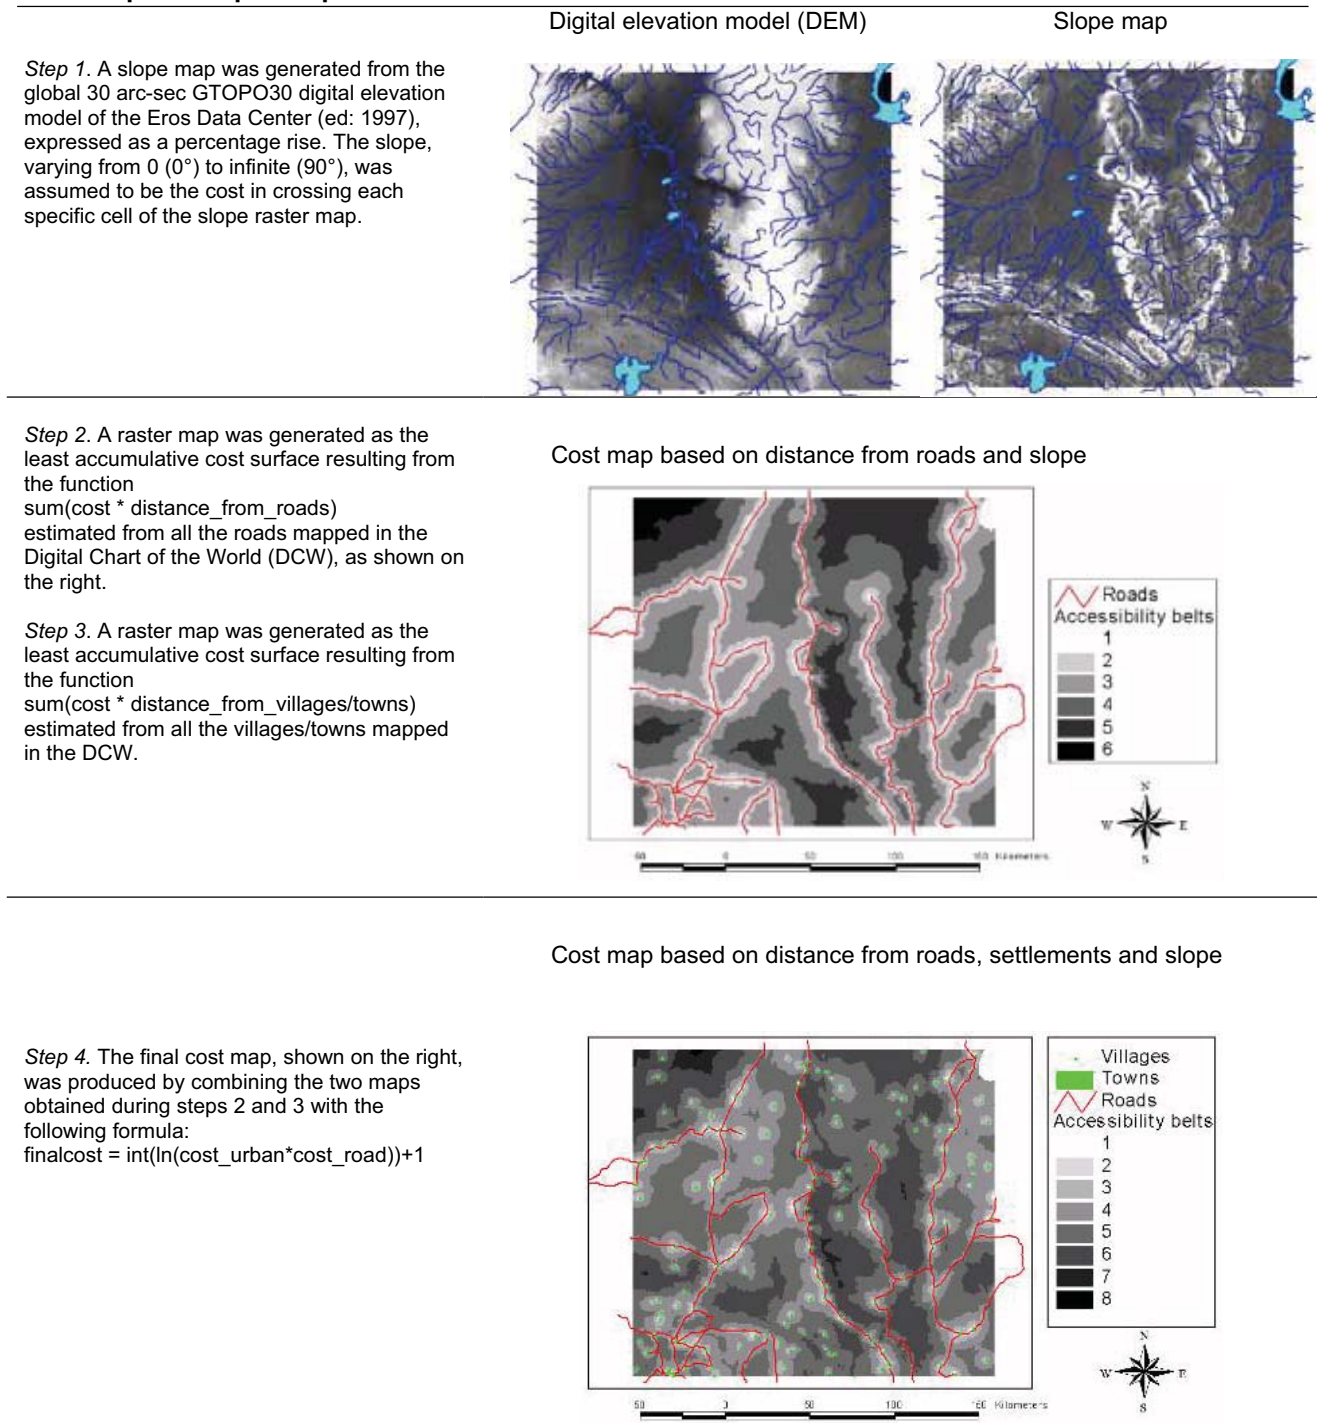 Digital elevation model (DEM)
Slope map
Step 1. A slope map was generated from the
global 30 arc-sec GTOPO30 digital elevation
model of the Eros Data Center (ed: 1997),
expressed as a percentage rise. The slope,
varying from 0 (0°) to infinite (90°), was
assumed to be the cost in crossing each
specific cell of the slope raster map.
Step 2. A raster map was generated as the
least accumulative cost surface resulting from
the function
sum(cost * distance_from_roads)
estimated from all the roads mapped in the
Digital Chart of the World (DCW), as shown on
the right.
Step 3. A raster map was generated as the
least accumulative cost surface resulting from
the function
sum(cost * distance_from_villages/towns)
estimated from all the villages/towns mapped
in the DCW.
Cost map based on distance from roads and slope
Roads
Accessibility belts
1
2
3
4
5
6
N
W E
S
0 50 100 Kilometers
Cost map based on distance from roads, settlements and slope
Step 4. The final cost map, shown on the right,
was produced by combining the two maps
obtained during steps 2 and 3 with the
following formula:
finalcost = int(ln(cost_urban*cost_road))+1
Villages
Towns
Roads
Accessibility belts
1
2
3
4
5
6
7
8
N
W E
S
50 0 50 100 Kilometers